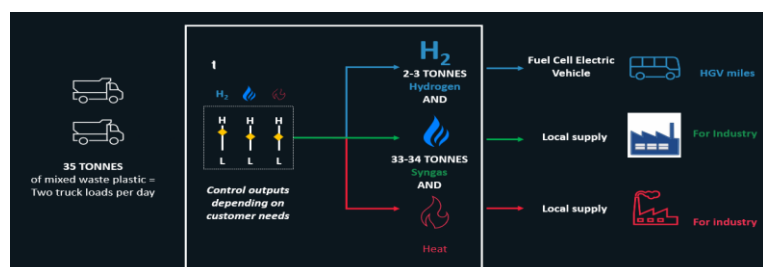 35 TONNES
of mixed waste plastic =
Two truck loads per day
1
H₂
H H H
L L L
Control outputs
depending on
customer needs
H₂
2-3 TONNES
Hydrogen
AND
33-34 TONNES
Syngas
AND
Heat
Fuel Cell Electric
Vehicle
HGV miles
Local supply
For Industry
Local supply
For industry